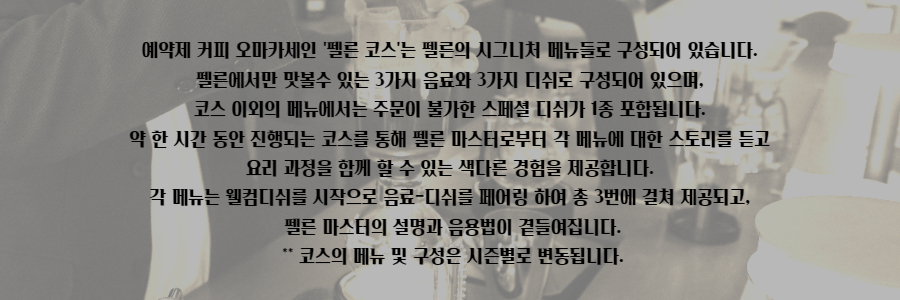 예약제 커피 오마카세인 '펠른 코스'는 펠른의 시그니처 메뉴들로 구성되어 있습니다.
펠른에서만 맛볼수 있는 3가지 음료와 3가지 디쉬로 구성되어 있으며,
코스 이외의 메뉴에서는 주문이 불가한 스페셜 디쉬가 1종 포함됩니다.
약 한 시간 동안 진행되는 코스를 통해 펠른 마스터로부터 각 메뉴에 대한 스토리를 듣고
요리 과정을 함께 할 수 있는 색다른 경험을 제공합니다.
각 메뉴는 웰컴디쉬를 시작으로 음료-디쉬를 페어링 하여 총 3번에 걸쳐 제공되고,
펠른 마스터의 설명과 음용법이 곁들여집니다.
** 코스의 메뉴 및 구성은 시즌별로 변동됩니다.